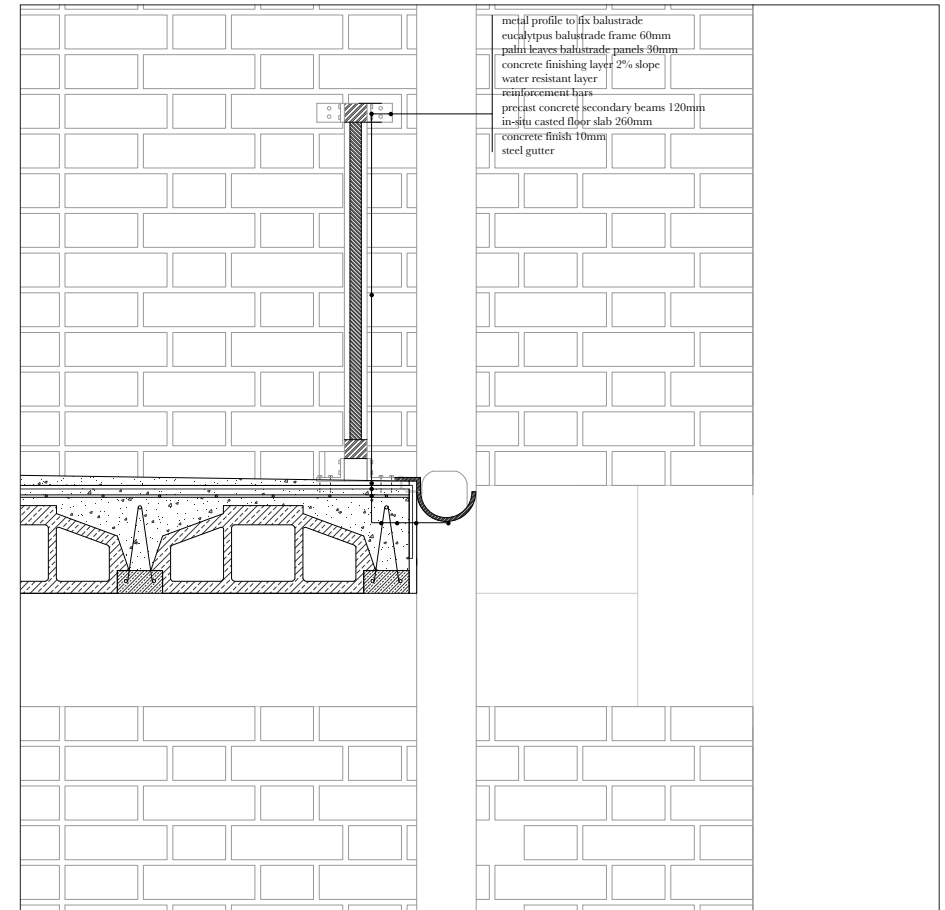 metal profile to fix balustrade
eucalytpus balustrade frame 60mm
palm leaves balustrade panels 30mm
concrete finishing layer 2% slope
water resistant layer
reinforcement bars
precast concrete secondary beams 120mm
in-situ casted floor slab 260mm
concrete finish 10mm
steel gutter